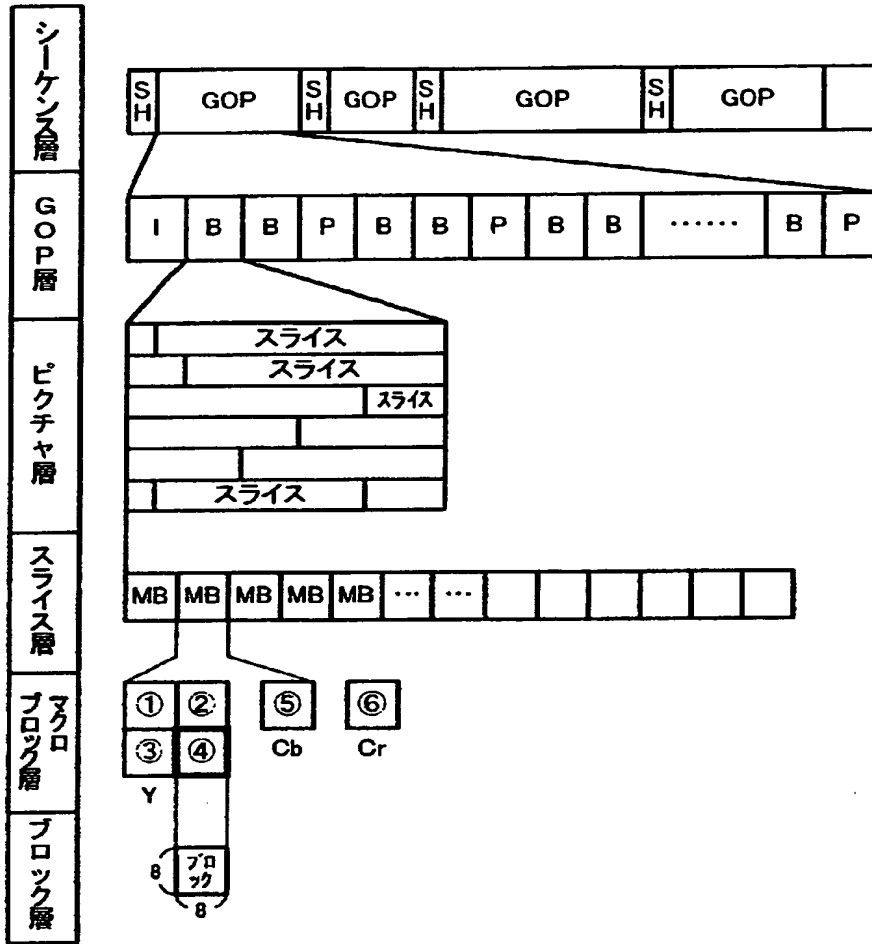 シーケンス層
SH GOP SH GOP SH GOP SH GOP
GOP層
I B B P B B P B B …… B P
ピクチャ層
スライス
スライス
スライス
スライス
スライス層
MB MB MB MB MB … …
マクロブロック層
① ② ⑤ ⑥
③ ④ Cb Cr
Y
ブロック層
8 ブロック
8